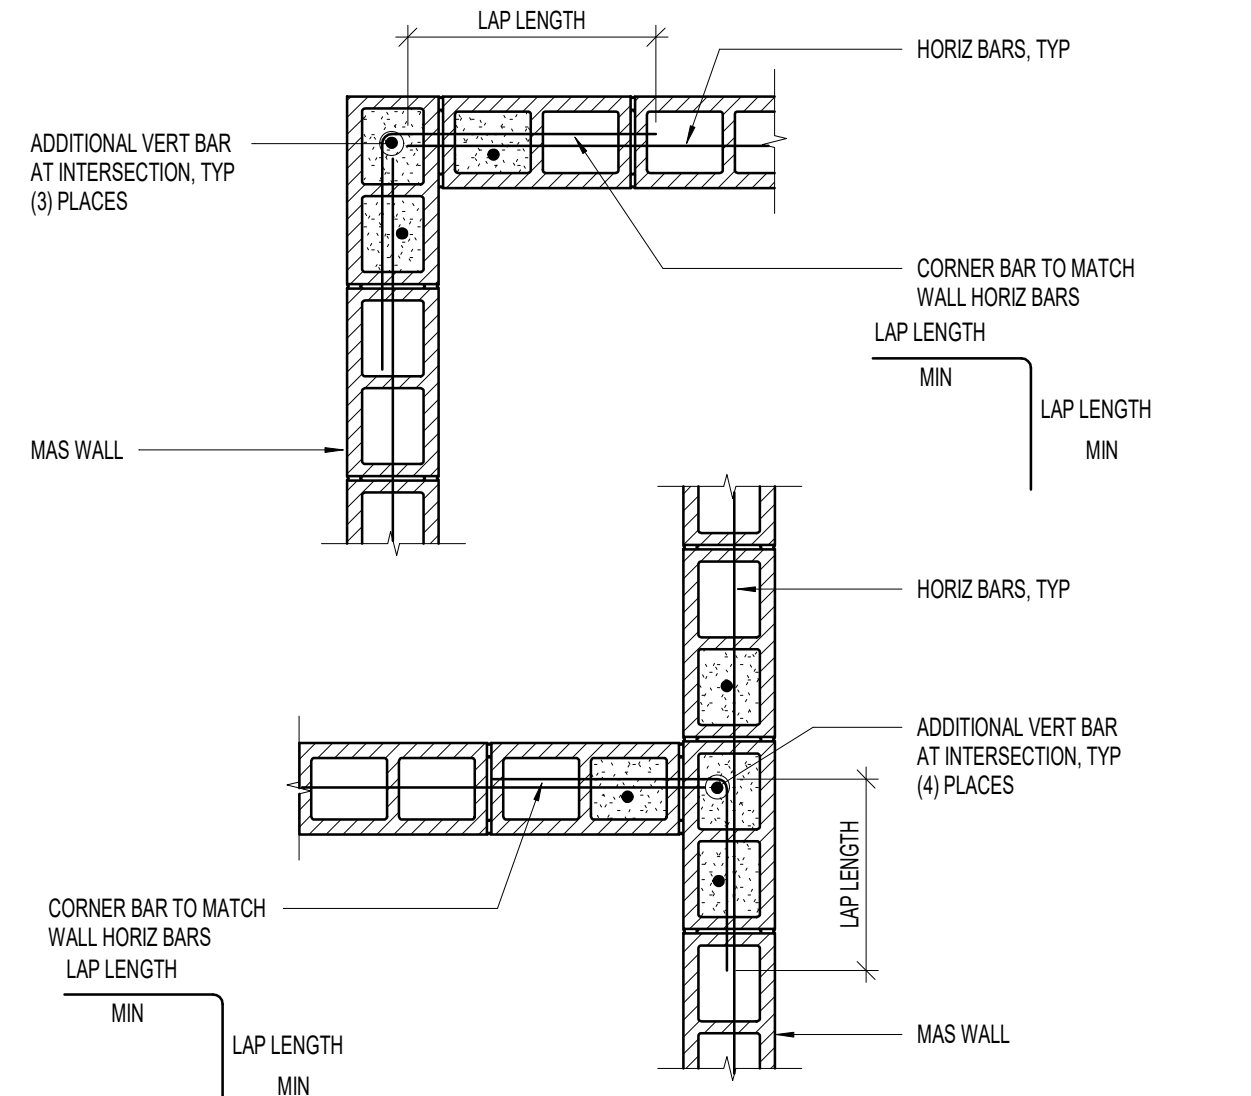 LAP LENGTH
HORIZ BARS, TYP
ADDITIONAL VERT BAR
AT INTERSECTION, TYP
(3) PLACES
CORNER BAR TO MATCH
WALL HORIZ BARS
LAP LENGTH
MIN
LAP LENGTH
MIN
MAS WALL
HORIZ BARS, TYP
ADDITIONAL VERT BAR
AT INTERSECTION, TYP
(4) PLACES
LAP LENGTH
CORNER BAR TO MATCH
WALL HORIZ BARS
LAP LENGTH
MIN
LAP LENGTH
MIN
MAS WALL